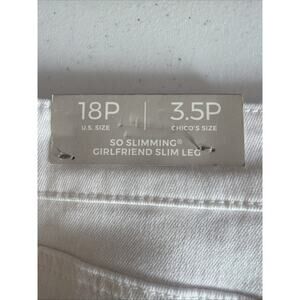 18P | 3.5P
U.S. SIZE CHICO'S SIZE
SO SLIMMING®
GIRLFRIEND SLIM LEG